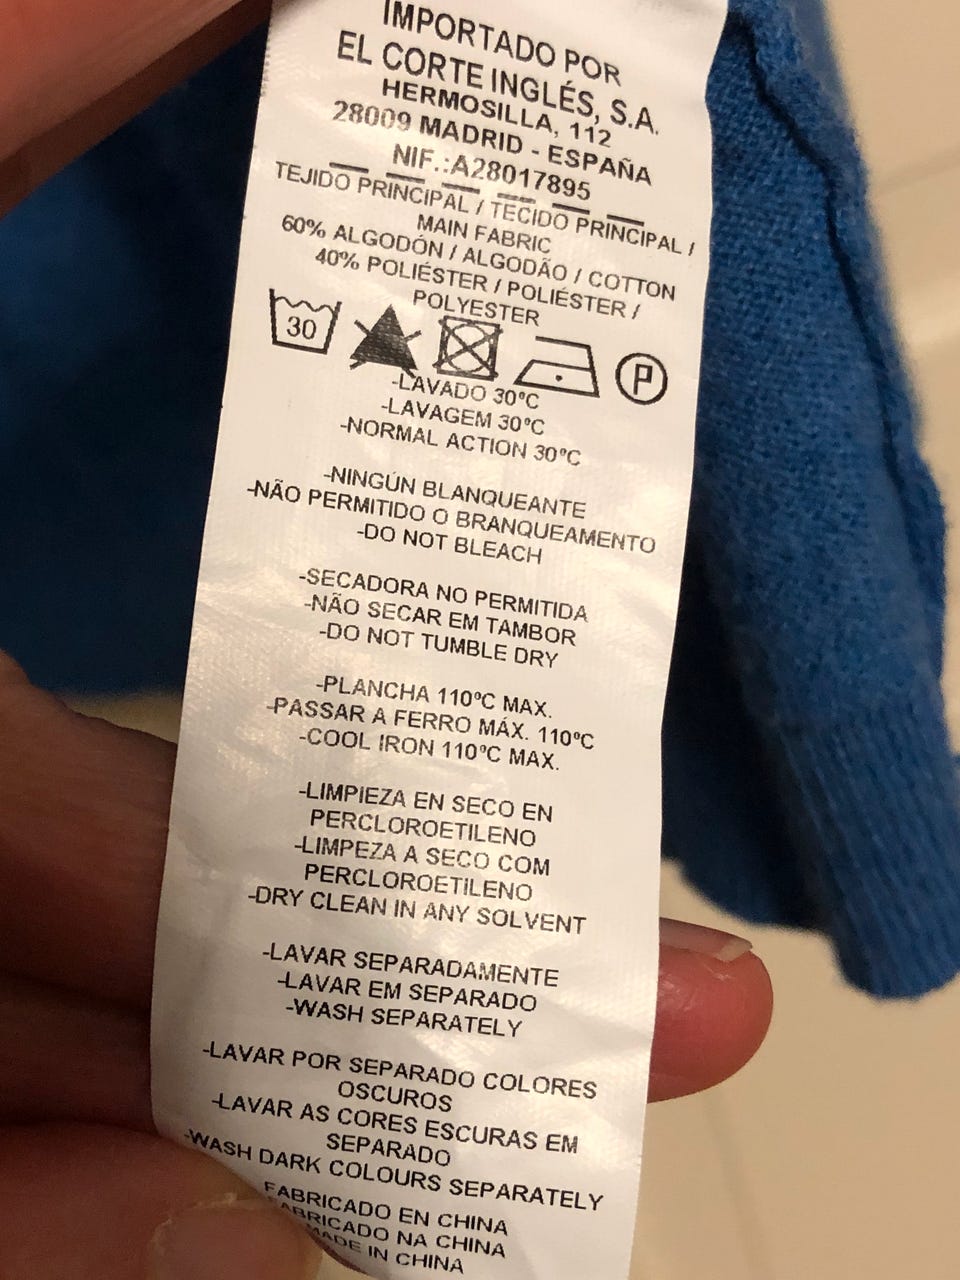 IMPORTADO POR
EL CORTE INGLÉS, S.A.
HERMOSILLA, 112
28009 MADRID - ESPAÑA
NIF.:A28017895
TEJIDO PRINCIPAL / TECIDO PRINCIPAL /
MAIN FABRIC
60% ALGODÓN / ALGODÃO / COTTON
40% POLIÉSTER / POLIÉSTER /
POLYESTER
30 P
-LAVADO 30ºC
-LAVAGEM 30ºC
-NORMAL ACTION 30ºC
-NINGÚN BLANQUEANTE
-NÃO PERMITIDO O BRANQUEAMENTO
-DO NOT BLEACH
-SECADORA NO PERMITIDA
-NÃO SECAR EM TAMBOR
-DO NOT TUMBLE DRY
-PLANCHA 110ºC MAX.
-PASSAR A FERRO MÁX. 110ºC
-COOL IRON 110ºC MAX.
-LIMPIEZA EN SECO EN
PERCLOROETILENO
-LIMPEZA A SECO COM
PERCLOROETILENO
-DRY CLEAN IN ANY SOLVENT
-LAVAR SEPARADAMENTE
-LAVAR EM SEPARADO
-WASH SEPARATELY
-LAVAR POR SEPARADO COLORES
OSCUROS
-LAVAR AS CORES ESCURAS EM
SEPARADO
-WASH DARK COLOURS SEPARATELY
FABRICADO EN CHINA
FABRICADO NA CHINA
MADE IN CHINA